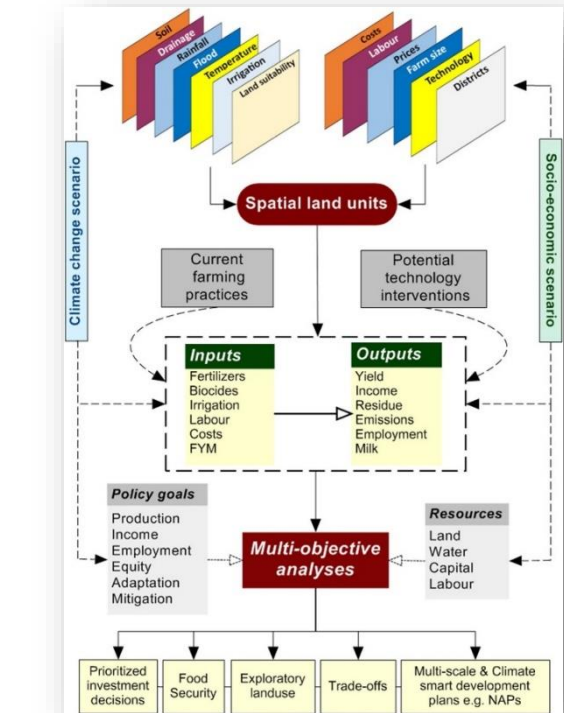 Soil
Drainage
Rainfall
Flood
Temperature
Irrigation
Land suitability
Costs
Labour
Prices
Farm size
Technology
Districts
Climate change scenario
Socio-economic scenario
Spatial land units
Current
farming
practices
Potential
technology
interventions
Inputs
Fertilizers
Biocides
Irrigation
Labour
Costs
FYM
Outputs
Yield
Income
Residue
Emissions
Employment
Milk
Policy goals
Production
Income
Employment
Equity
Adaptation
Mitigation
Multi-objective
analyses
Resources
Land
Water
Capital
Labour
Prioritized
investment
decisions
Food
Security
Exploratory
landuse
Trade-offs
Multi-scale & Climate
smart development
plans e.g. NAPs